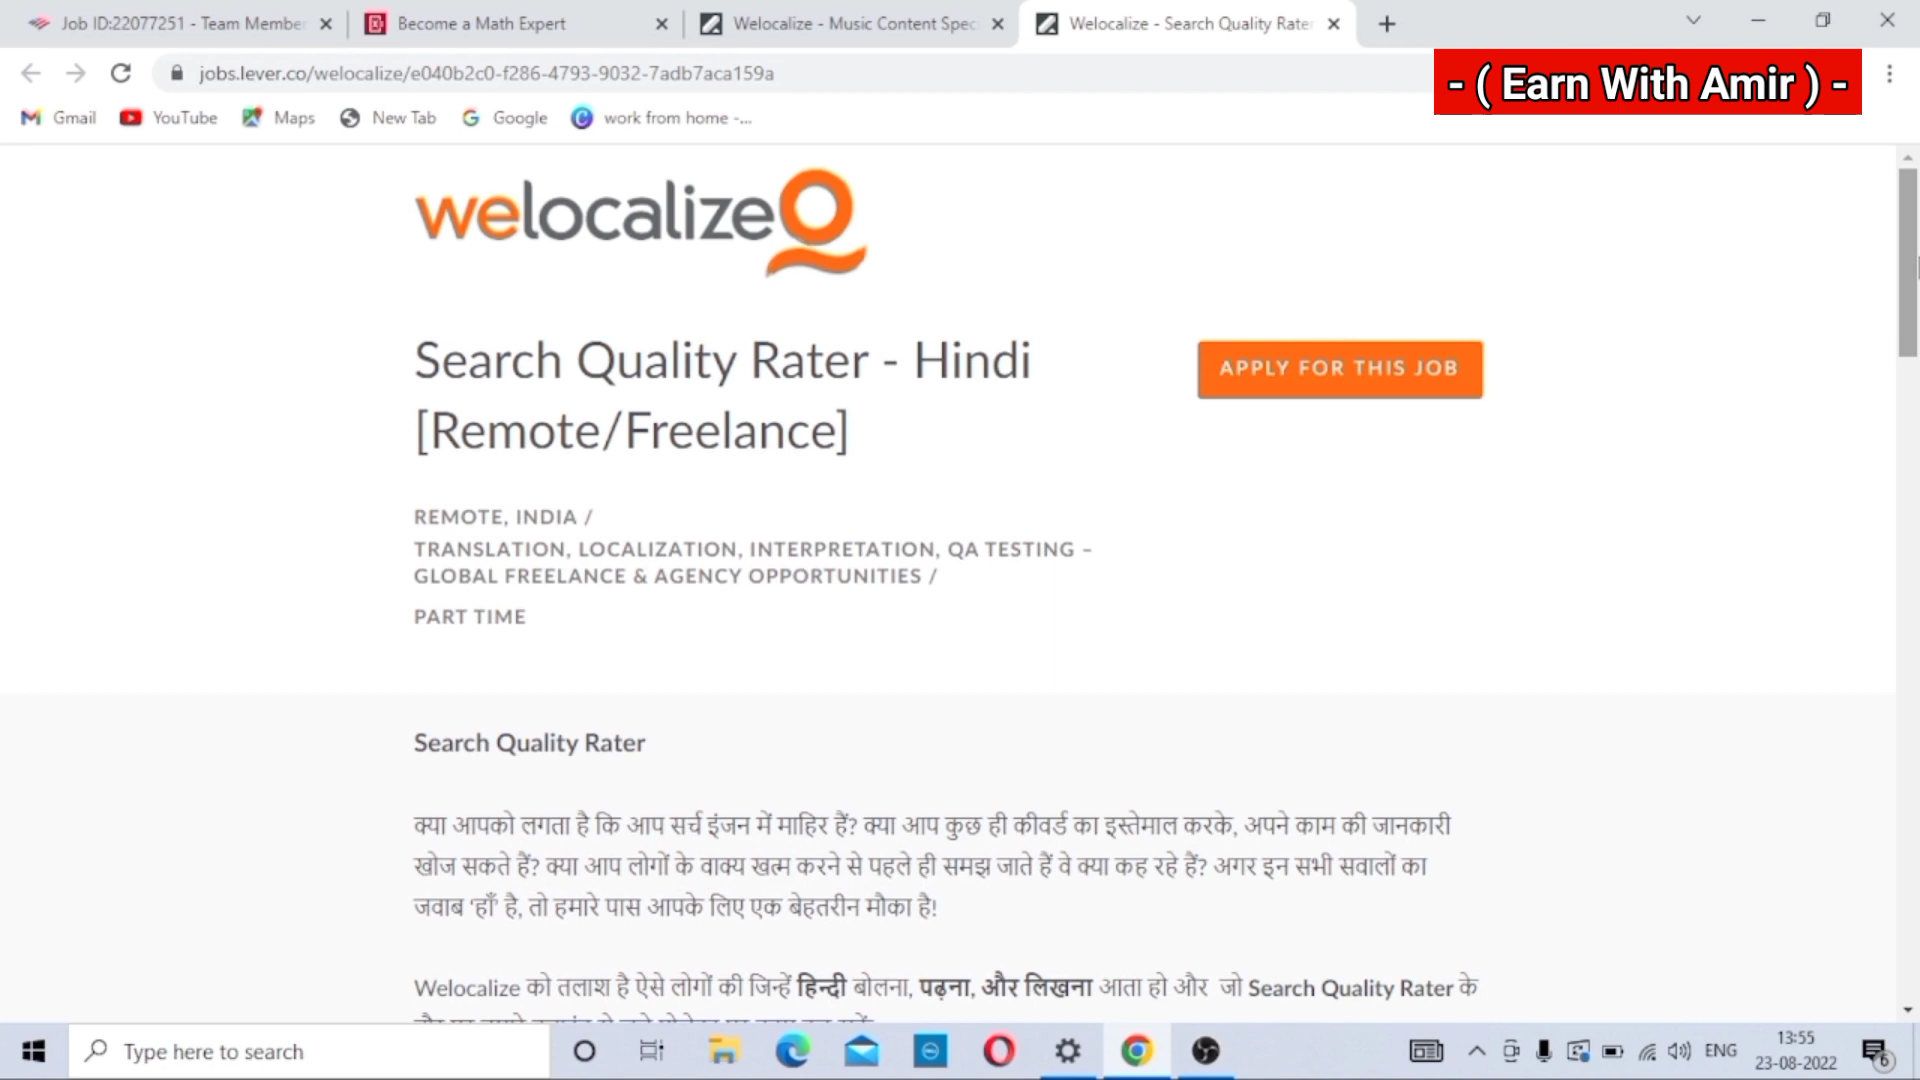 Job ID:22077251 - Team Member
Become a Math Expert
Welocalize - Music Content Spec
Welocalize - Search Quality Rate
jobs.lever.co/welocalize/e040b2c0-f286-4793-9032-7adb7aca159a
- ( Earn With Amir ) -
Gmail
YouTube
Maps
New Tab
Google
work from home -...
welocalize
Search Quality Rater - Hindi
[Remote/Freelance]
APPLY FOR THIS JOB
REMOTE, INDIA /
TRANSLATION, LOCALIZATION, INTERPRETATION, QA TESTING –
GLOBAL FREELANCE & AGENCY OPPORTUNITIES /
PART TIME
Search Quality Rater
क्या आपको लगता है कि आप सर्च इंजन में माहिर हैं? क्या आप कुछ ही कीवर्ड का इस्तेमाल करके, अपने काम की जानकारी
खोज सकते हैं? क्या आप लोगों के वाक्य खत्म करने से पहले ही समझ जाते हैं वे क्या कह रहे हैं? अगर इन सभी सवालों का
जवाब ‘हाँ’ है, तो हमारे पास आपके लिए एक बेहतरीन मौका है!
Welocalize को तलाश है ऐसे लोगों की जिन्हें हिन्दी बोलना, पढ़ना, और लिखना आता हो और जो Search Quality Rater के
Type here to search
ENG
13:55
23-08-2022
6